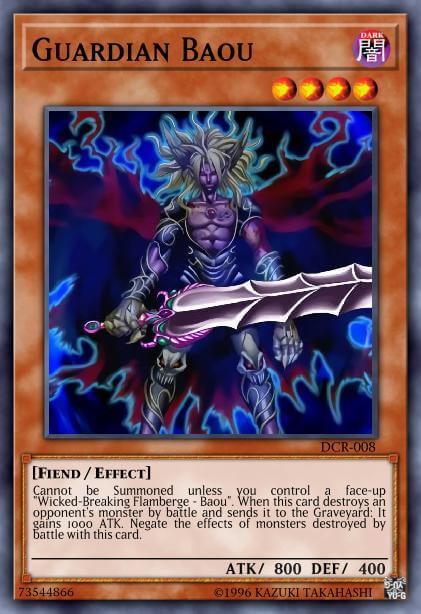 GUARDIAN BAOU
DARK
闇
DCR-008
[FIEND / EFFECT]
Cannot be Summoned unless you control a face-up
"Wicked-Breaking Flamberge - Baou". When this card destroys an
opponent's monster by battle and sends it to the Graveyard: It
gains 1000 ATK. Negate the effects of monsters destroyed by
battle with this card.
ATK/ 800 DEF/ 400
73544866
©1996 KAZUKI TAKAHASHI